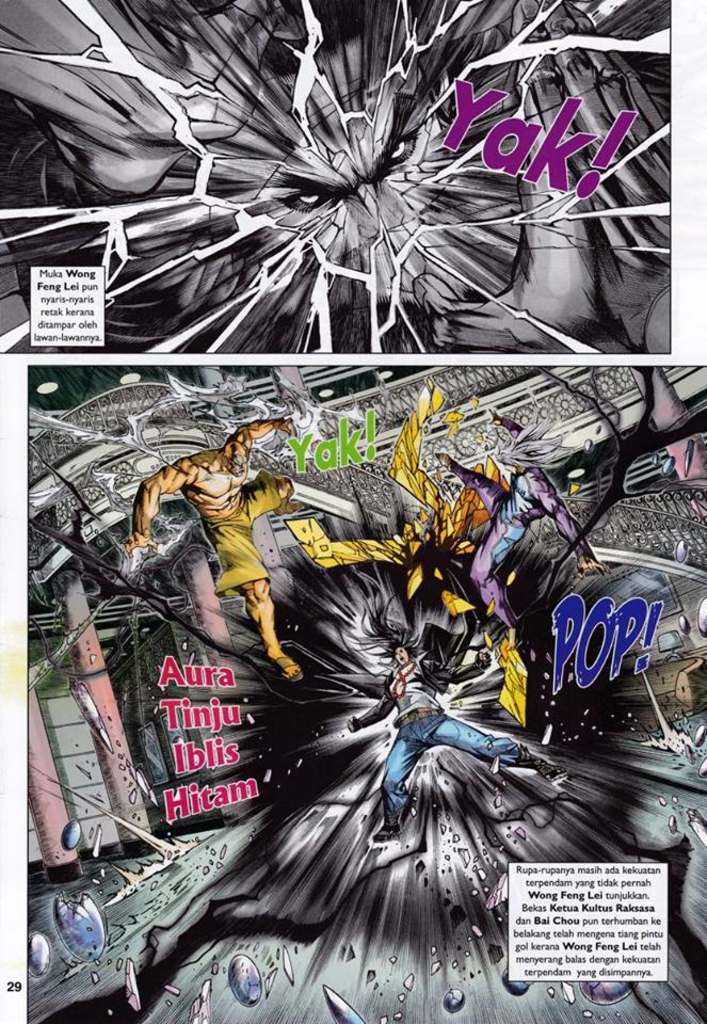 Yak!
Muka Wong
Feng Lei pun
nyaris-nyaris
retak kerana
ditampar oleh
lawan-lawannya.
Yak!
POP!
Aura
Tinju
Iblis
Hitam
Rupa-rupanya masih ada kekuatan
terpendam yang tidak pernah
Wong Feng Lei tunjukkan.
Bekas Ketua Kultus Raksasa
dan Bai Chou pun terhumban ke
belakang telah mengena tiang pintu
gol kerana Wong Feng Lei telah
menyerang balas dengan kekuatan
terpendam yang disimpannya.
29